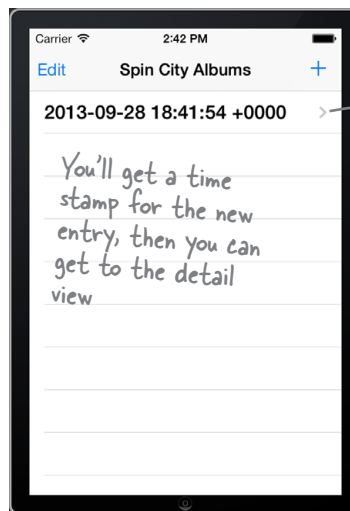 Carrier 2:42 PM
Edit Spin City Albums +
2013-09-28 18:41:54 +0000 >
You'll get a time
stamp for the new
entry, then you can
get to the detail
view